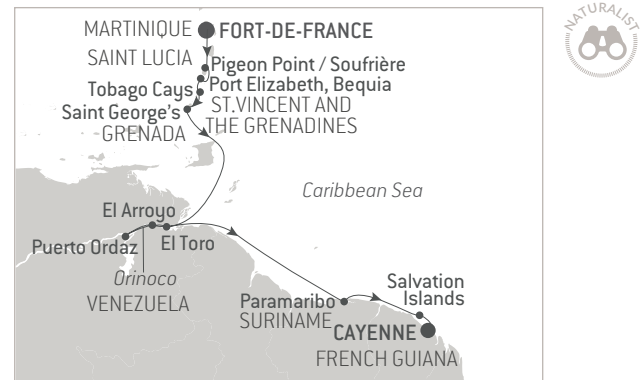 MARTINIQUE
FORT-DE-FRANCE
NATURALIST
SAINT LUCIA
Pigeon Point / Soufrière
Port Elizabeth, Bequia
Tobago Cays
ST.VINCENT AND
THE GRENADINES
Saint George's
GRENADA
Caribbean Sea
El Arroyo
El Toro
Puerto Ordaz
Orinoco
VENEZUELA
Salvation
Islands
Paramaribo
SURINAME
CAYENNE
FRENCH GUIANA